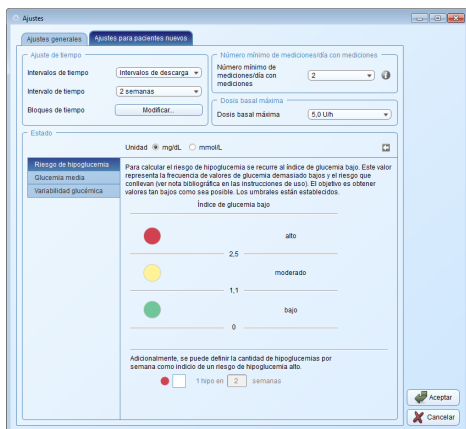 Ajustes
Ajustes generales
Ajustes para pacientes nuevos
Ajuste de tiempo
Intervalos de tiempo
Intervalos de descarga
Intervalo de tiempo
2 semanas
Bloques de tiempo
Modificar...
Número mínimo de mediciones/día con mediciones
Número mínimo de
mediciones/día con
mediciones
2
Dosis basal máxima
Dosis basal máxima
5,0 U/h
Estado
Unidad
mg/dL
mmol/L
Riesgo de hipoglucemia
Glucemia media
Variabilidad glucémica
Para calcular el riesgo de hipoglucemia se recurre al índice de glucemia bajo. Este valor
representa la frecuencia de valores de glucemia demasiado bajos y el riesgo que
conllevan (ver nota bibliográfica en las instrucciones de uso). El objetivo es obtener
valores tan bajos como sea posible. Los umbrales están establecidos.
Índice de glucemia bajo
alto
2,5
moderado
1,1
bajo
0
Adicionalmente, se puede definir la cantidad de hipoglucemias por
semana como indicio de un riesgo de hipoglucemia alto.
1 hipo en 2 semanas
Aceptar
Cancelar